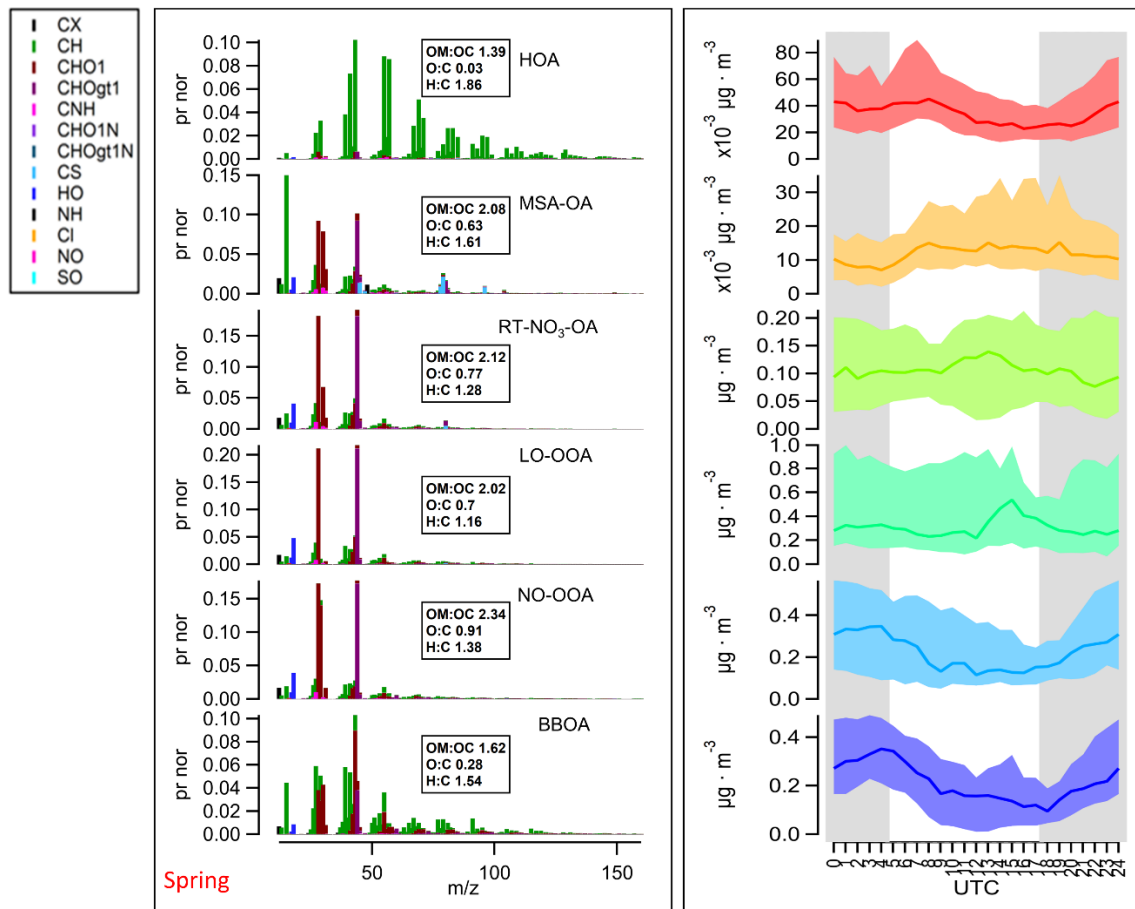 CX
CH
CHO1
CHOgt1
CNH
CHO1N
CHOgt1N
CS
HO
NH
Cl
NO
SO
pr nor
0.10
0.08
0.06
0.04
0.02
0.00
OM:OC 1.39
O:C 0.03
H:C 1.86
HOA
pr nor
0.15
0.10
0.05
0.00
OM:OC 2.08
O:C 0.63
H:C 1.61
MSA-OA
pr nor
0.15
0.10
0.05
0.00
OM:OC 2.12
O:C 0.77
H:C 1.28
RT-NO₃-OA
pr nor
0.20
0.15
0.10
0.05
0.00
OM:OC 2.02
O:C 0.7
H:C 1.16
LO-OOA
pr nor
0.15
0.10
0.05
0.00
OM:OC 2.34
O:C 0.91
H:C 1.38
NO-OOA
pr nor
0.10
0.08
0.06
0.04
0.02
0.00
OM:OC 1.62
O:C 0.28
H:C 1.54
BBOA
50 100 150
m/z
Spring
x10⁻³ µg · m⁻³
80
60
40
20
0
x10⁻³ µg · m⁻³
30
20
10
0
µg · m⁻³
0.20
0.15
0.10
0.05
0.00
µg · m⁻³
1.0
0.8
0.6
0.4
0.2
0.0
µg · m⁻³
0.4
0.2
0.0
µg · m⁻³
0.4
0.2
0.0
0 1 2 3 4 5 6 7 8 9 10 11 12 13 14 15 16 17 18 19 20 21 22 23 24
UTC